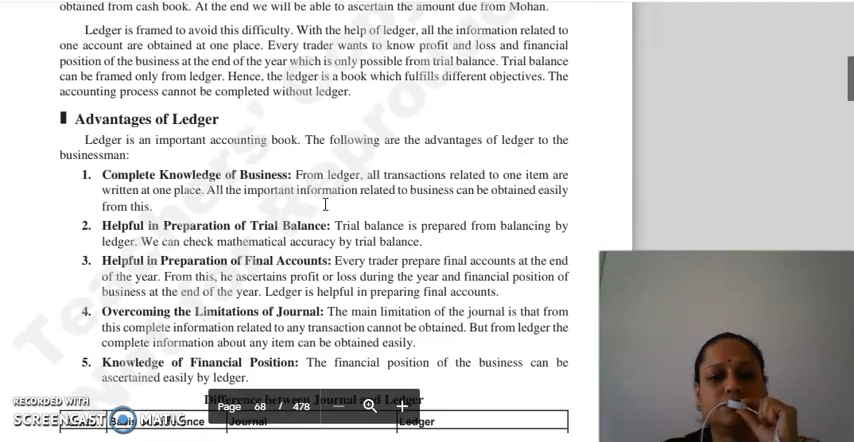 obtained from cash book. At the end we will be able to ascertain the amount due from Mohan.
Ledger is framed to avoid this difficulty. With the help of ledger, all the information related to
one account are obtained at one place. Every trader wants to know profit and loss and financial
position of the business at the end of the year which is only possible from trial balance. Trial balance
can be framed only from ledger. Hence, the ledger is a book which fulfills different objectives. The
accounting process cannot be completed without ledger.
Advantages of Ledger
Ledger is an important accounting book. The following are the advantages of ledger to the
businessman:
1. Complete Knowledge of Business: From ledger, all transactions related to one item are
written at one place. All the important information related to business can be obtained easily
from this.
2. Helpful in Preparation of Trial Balance: Trial balance is prepared from balancing by
ledger. We can check mathematical accuracy by trial balance.
3. Helpful in Preparation of Final Accounts: Every trader prepare final accounts at the end
of the year. From this, he ascertains profit or loss during the year and financial position of
business at the end of the year. Ledger is helpful in preparing final accounts.
4. Overcoming the Limitations of Journal: The main limitation of the journal is that from
this complete information related to any transaction cannot be obtained. But from ledger the
complete information about any item can be obtained easily.
5. Knowledge of Financial Position: The financial position of the business can be
ascertained easily by ledger.
Difference between Journal and Ledger
Journal Ledger
Page 68 / 478
RECORDED WITH
SCREENCAST MATIC